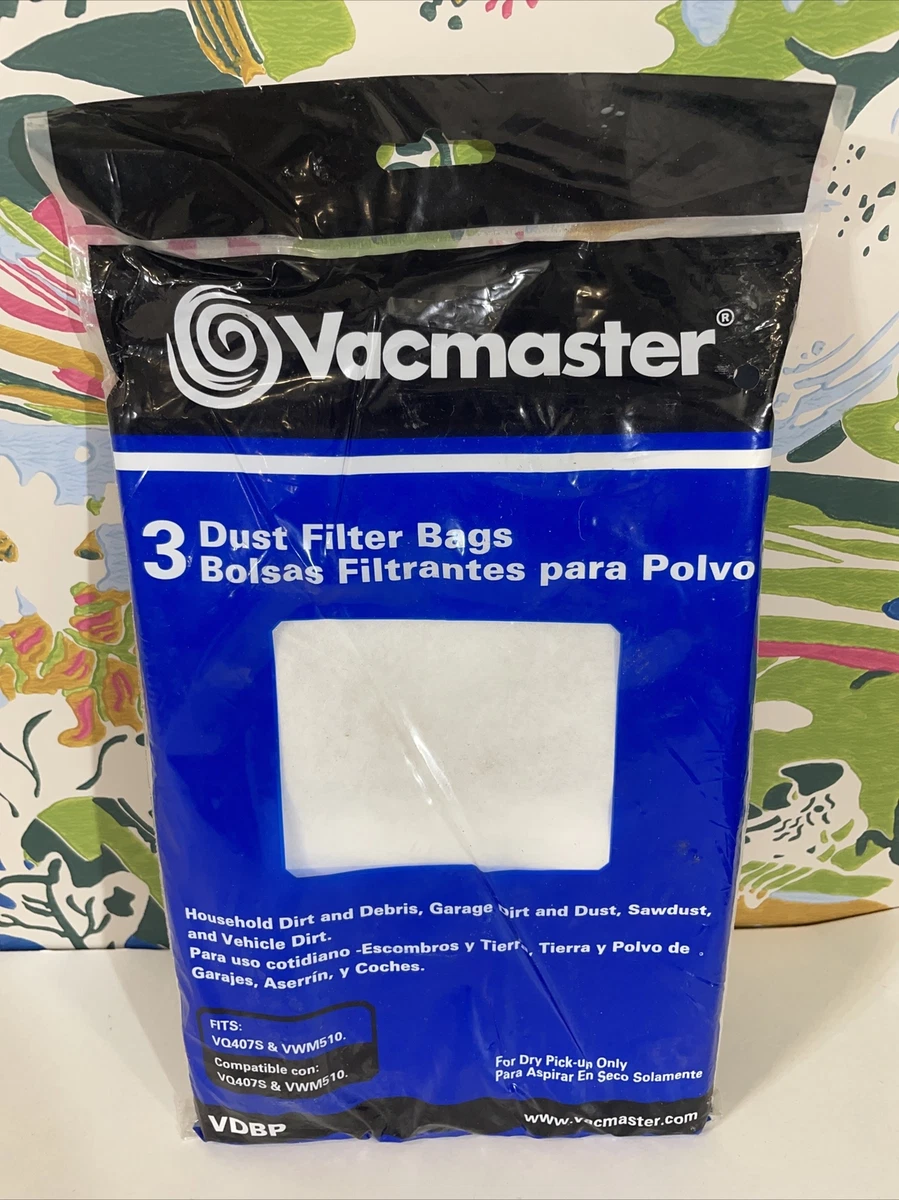 Vacmaster®
3 Dust Filter Bags
Bolsas Filtrantes para Polvo
Household Dirt and Debris, Garage Dirt and Dust, Sawdust,
and Vehicle Dirt.
Para uso cotidiano -Escombros y Tierra, Tierra y Polvo de
Garajes, Aserrín, y Coches.
FITS:
VQ407S & VWM510.
Compatible con:
VQ407S & VWM510.
For Dry Pick-up Only
Para Aspirar En Seco Solamente
VDBP
www.vacmaster.com